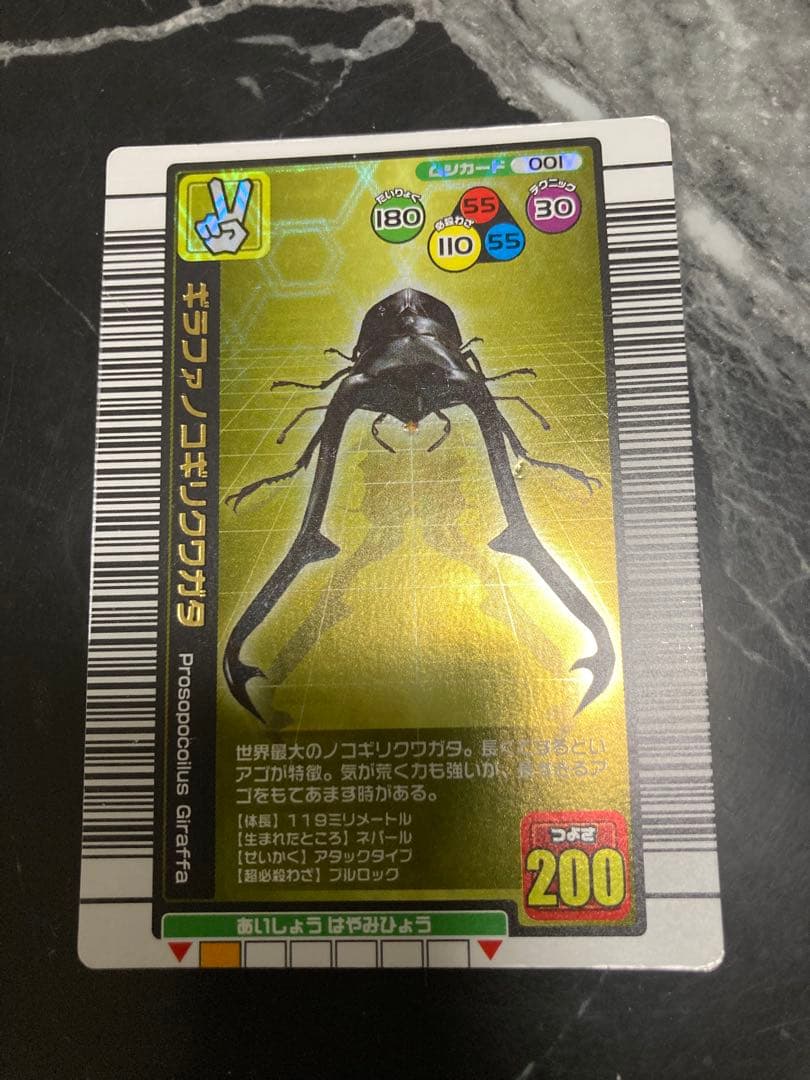 ムシカード 001
たいりょく
180
55
必殺わざ
110
55
テクニック
30
ギラファノコギリクワガタ
Prosopocoilus Giraffa
世界最大のノコギリクワガタ。長くてするどい
アゴが特徴。気が荒く力も強いが、長すぎるア
ゴをもてあます時がある。
【体長】119ミリメートル
【生まれたところ】ネパール
【せいかく】アタックタイプ
【超必殺わざ】ブルロック
つよさ
200
あいしょう はやみひょう